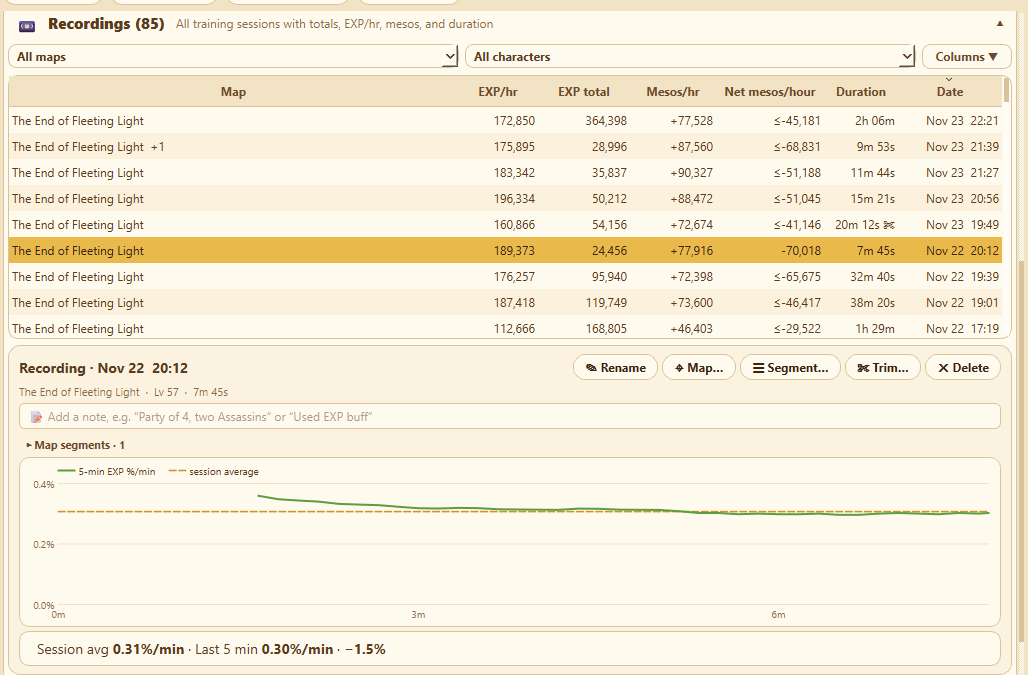 Recordings (85) All training sessions with totals, EXP/hr, mesos, and duration ▲
All maps All characters Columns ▼
Map EXP/hr EXP total Mesos/hr Net mesos/hour Duration Date
The End of Fleeting Light 172,850 364,398 +77,528 ≤-45,181 2h 06m Nov 23 22:21
The End of Fleeting Light +1 175,895 28,996 +87,560 ≤-68,831 9m 53s Nov 23 21:39
The End of Fleeting Light 183,342 35,837 +90,327 ≤-51,188 11m 44s Nov 23 21:27
The End of Fleeting Light 196,334 50,212 +88,472 ≤-51,045 15m 21s Nov 23 20:56
The End of Fleeting Light 160,866 54,156 +72,674 ≤-41,146 20m 12s ✂ Nov 23 19:49
The End of Fleeting Light 189,373 24,456 +77,916 -70,018 7m 45s Nov 22 20:12
The End of Fleeting Light 176,257 95,940 +72,398 ≤-65,675 32m 40s Nov 22 19:39
The End of Fleeting Light 187,418 119,749 +73,600 ≤-46,417 38m 20s Nov 22 19:01
The End of Fleeting Light 112,666 168,805 +46,403 ≤-29,522 1h 29m Nov 22 17:19
Recording · Nov 22 20:12 ✎ Rename ⌖ Map... ☰ Segment... ✂ Trim... ✕ Delete
The End of Fleeting Light · Lv 57 · 7m 45s
📝 Add a note, e.g. “Party of 4, two Assassins” or “Used EXP buff”
▸ Map segments · 1
5-min EXP %/min session average
0.4%
0.2%
0.0%
0m 3m 6m
Session avg 0.31%/min · Last 5 min 0.30%/min · −1.5%